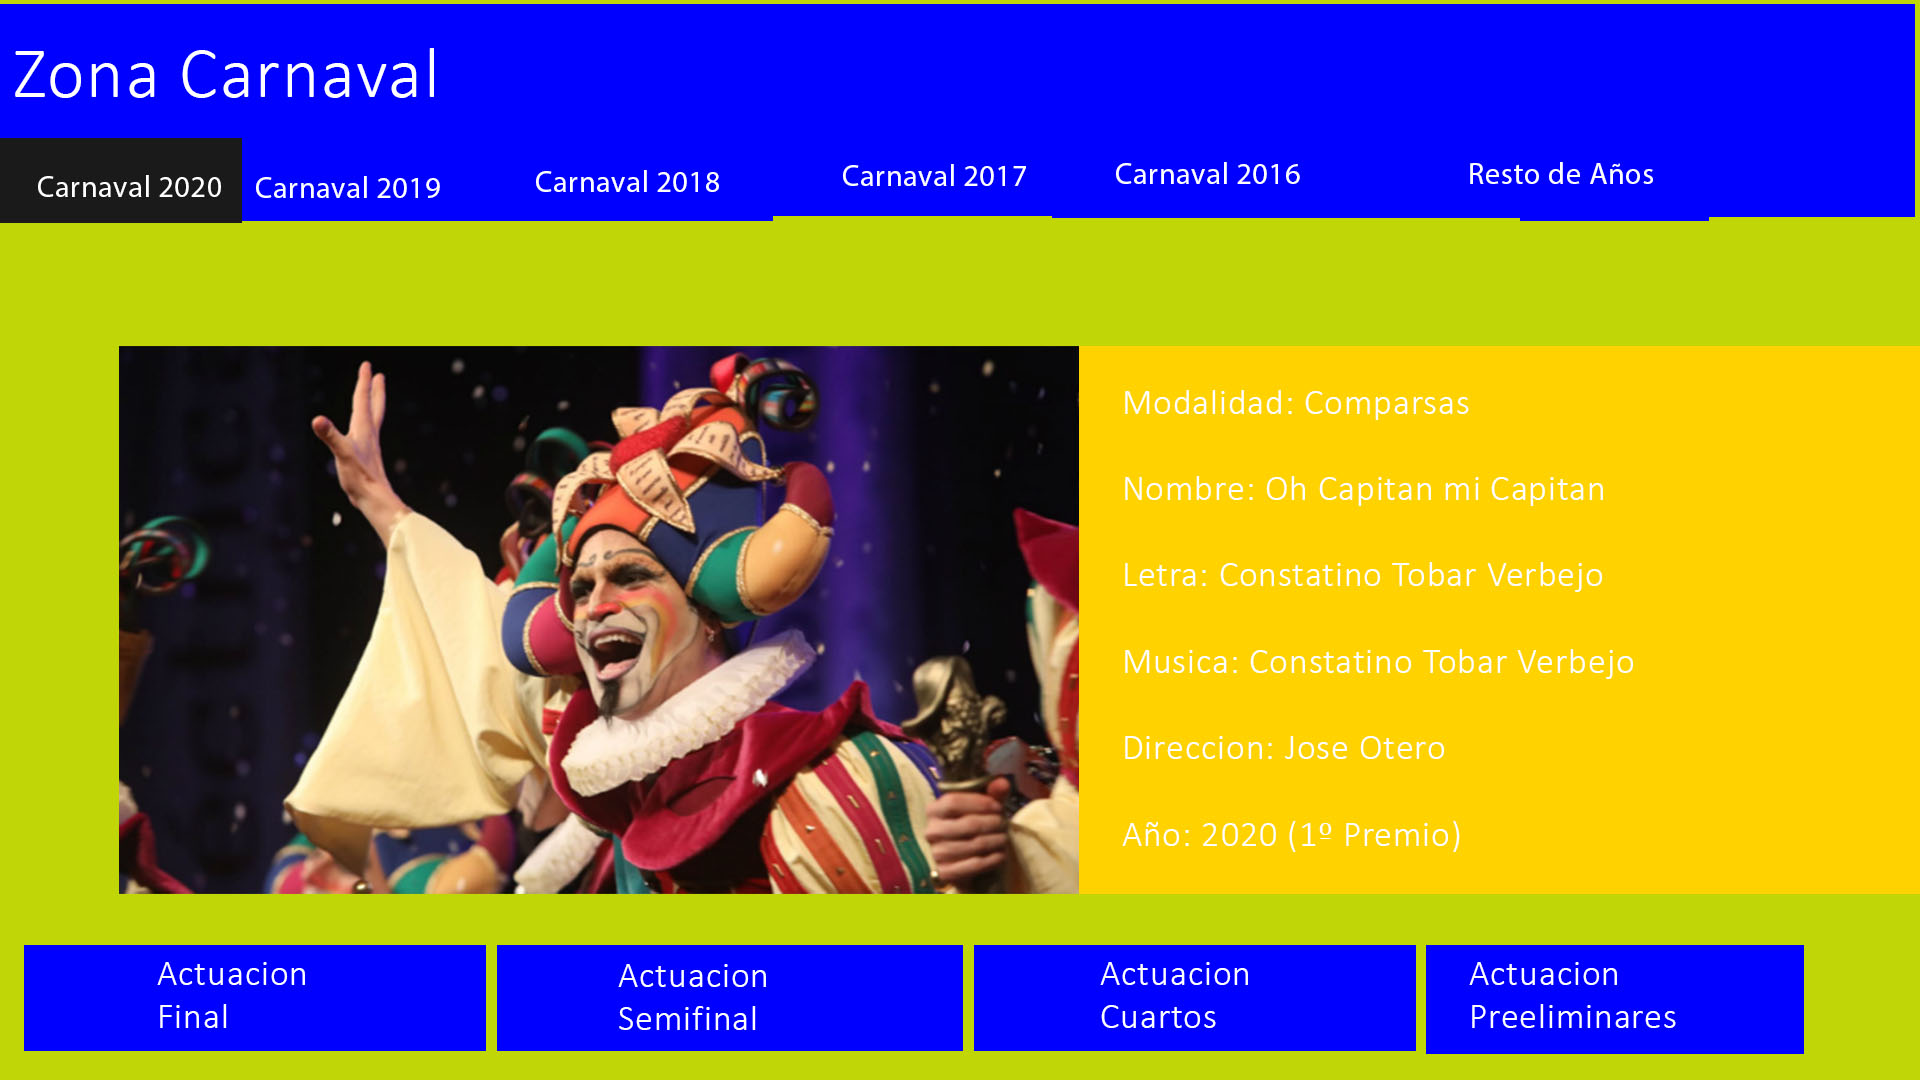 Zona Carnaval
Carnaval 2020
Carnaval 2019
Carnaval 2018
Carnaval 2017
Carnaval 2016
Resto de Años
Modalidad: Comparsas
Nombre: Oh Capitan mi Capitan
Letra: Constatino Tobar Verbejo
Musica: Constatino Tobar Verbejo
Direccion: Jose Otero
Año: 2020 (1º Premio)
Actuacion
Final
Actuacion
Semifinal
Actuacion
Cuartos
Actuacion
Preeliminares